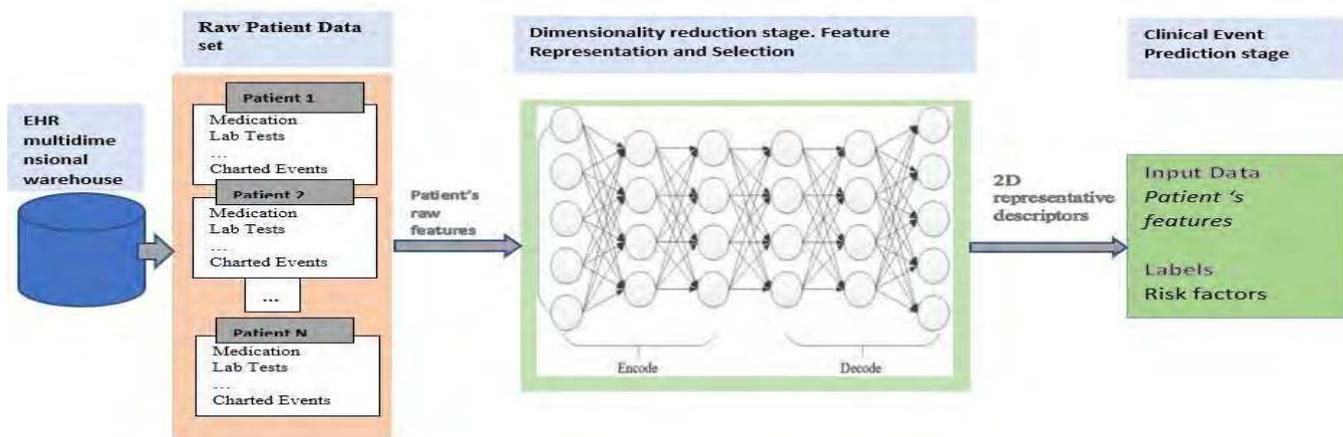 Raw Patient Data
set
Dimensionality reduction stage. Feature
Representation and Selection
Clinical Event
Prediction stage
EHR
multidime
nsional
warehouse
Patient 1
Medication
Lab Tests
...
Charted Events
Patient 2
Medication
Lab Tests
...
Charted Events
...
Patient N
Medication
Lab Tests
...
Charted Events
Patient's
raw
features
Encode
Decode
2D
representative
descriptors
Input Data
Patient 's
features
Labels
Risk factors